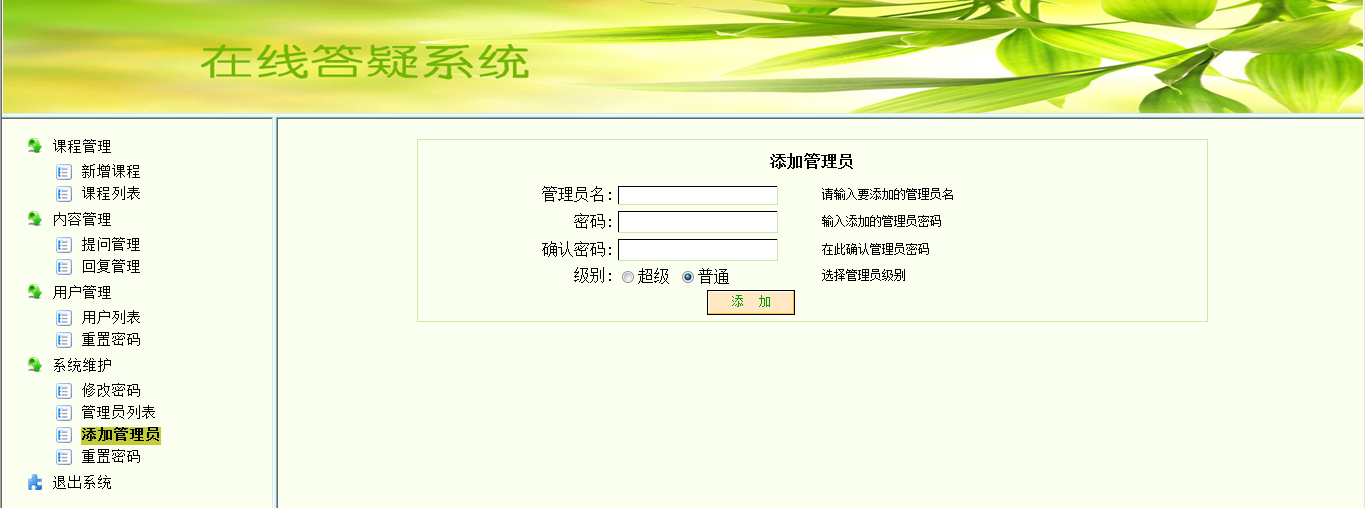 在线答疑系统
课程管理
新增课程
课程列表
内容管理
提问管理
回复管理
用户管理
用户列表
重置密码
系统维护
修改密码
管理员列表
添加管理员
重置密码
退出系统
添加管理员
管理员名： 请输入要添加的管理员名
密码： 输入添加的管理员密码
确认密码： 在此确认管理员密码
级别： 超级 普通 选择管理员级别
添 加